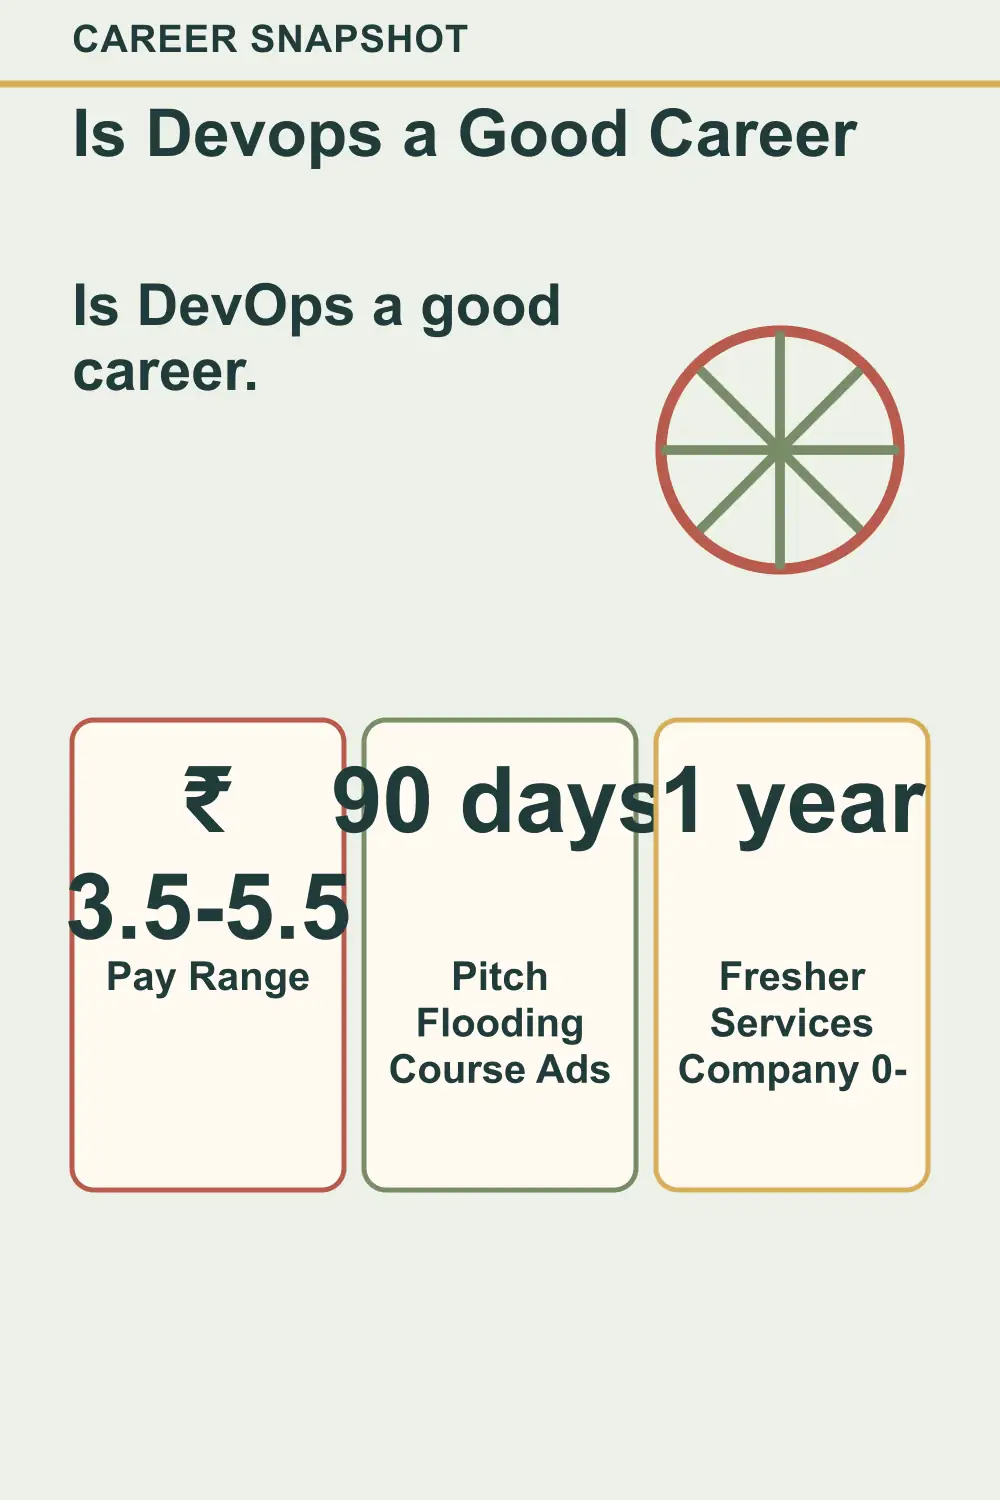 CAREER SNAPSHOT
Is Devops a Good Career
Is DevOps a good
career.
₹
3.5-5.5
Pay Range
90 days
Pitch
Flooding
Course Ads
1 year
Fresher
Services
Company 0-